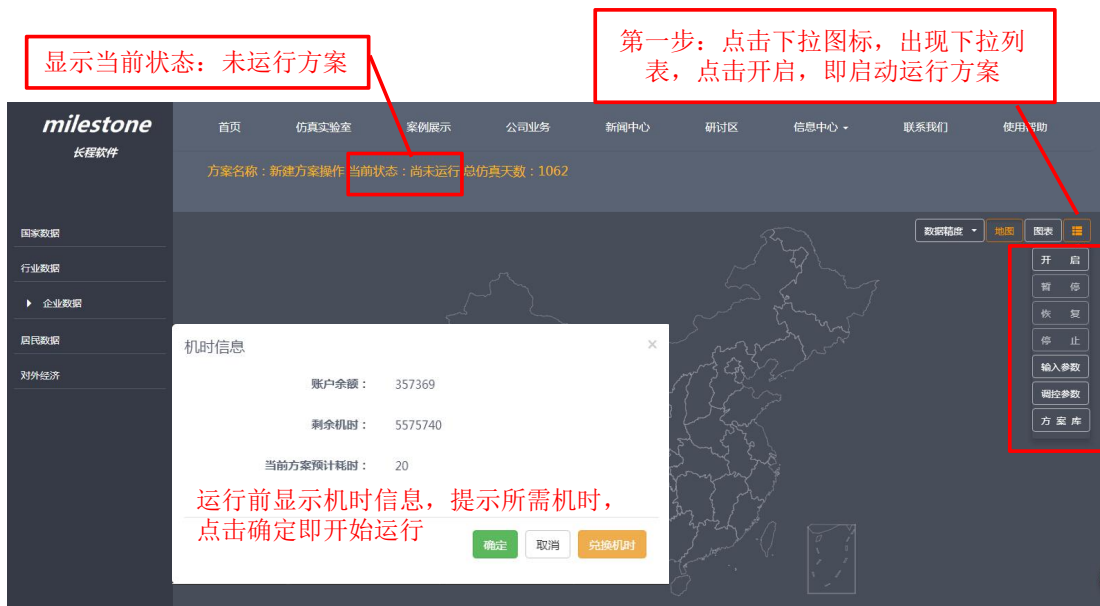 显示当前状态：未运行方案
第一步：点击下拉图标，出现下拉列
表，点击开启，即启动运行方案
milestone
长程软件
首页 仿真实验室 案例展示 公司业务 新闻中心 研讨区 信息中心 联系我们 使用帮助
方案名称：新建方案操作 当前状态：尚未运行 总仿真天数：1062
国家数据
行业数据
企业数据
居民数据
对外经济
数据精度 地图 图表
开 启
暂 停
恢 复
停 止
输入参数
调控参数
方 案 库
机时信息 ×
账户余额： 357369
剩余机时： 5575740
当前方案预计耗时： 20
运行前显示机时信息，提示所需机时，
点击确定即开始运行
确定 取消 兑换机时